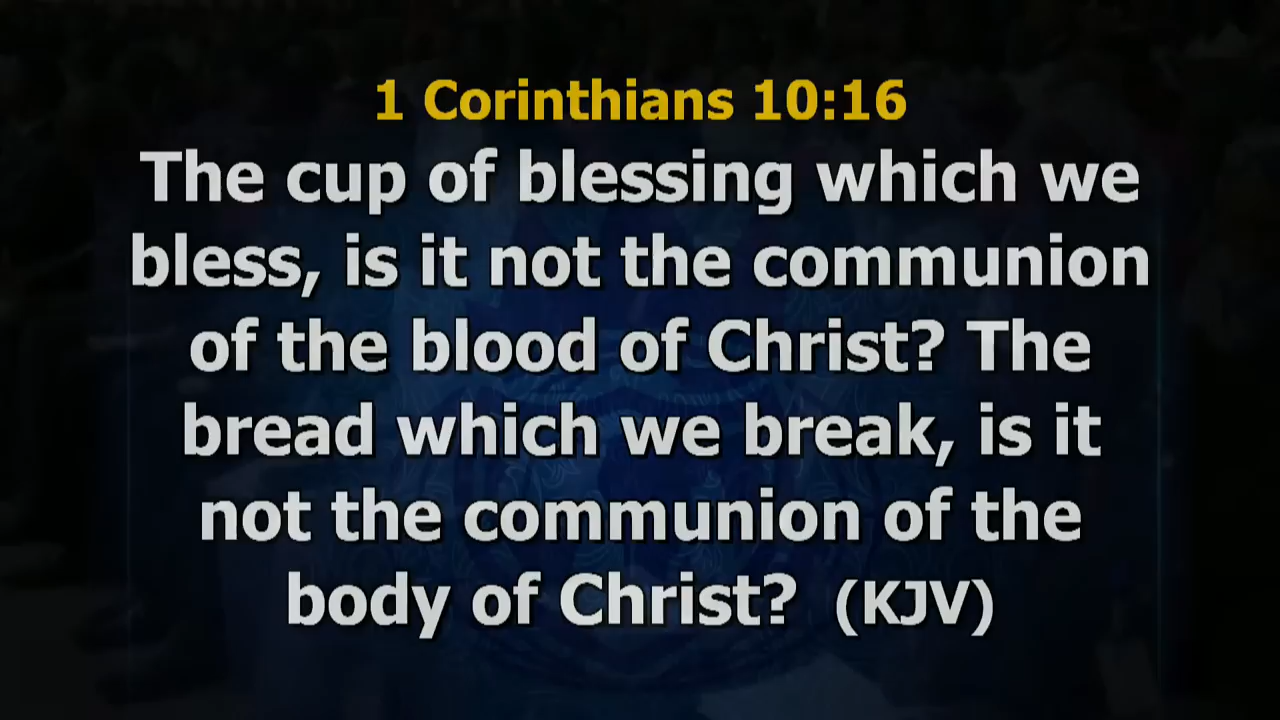 1 Corinthians 10:16
The cup of blessing which we
bless, is it not the communion
of the blood of Christ? The
bread which we break, is it
not the communion of the
body of Christ? (KJV)